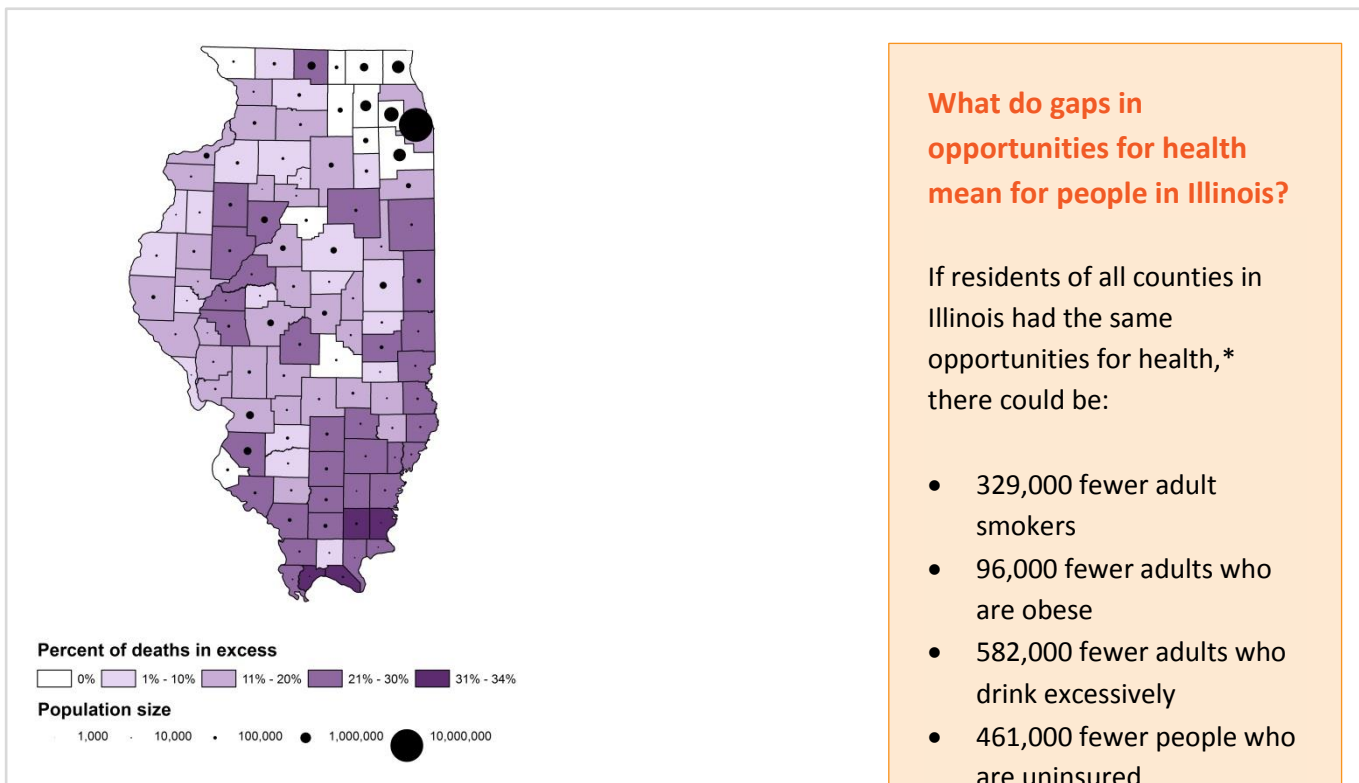 What do gaps in
opportunities for health
mean for people in Illinois?
If residents of all counties in
Illinois had the same
opportunities for health,*
there could be:
• 329,000 fewer adult
smokers
• 96,000 fewer adults who
are obese
• 582,000 fewer adults who
drink excessively
• 461,000 fewer people who
are uninsured
Percent of deaths in excess
0% 1% - 10% 11% - 20% 21% - 30% 31% - 34%
Population size
1,000 10,000 100,000 1,000,000 10,000,000